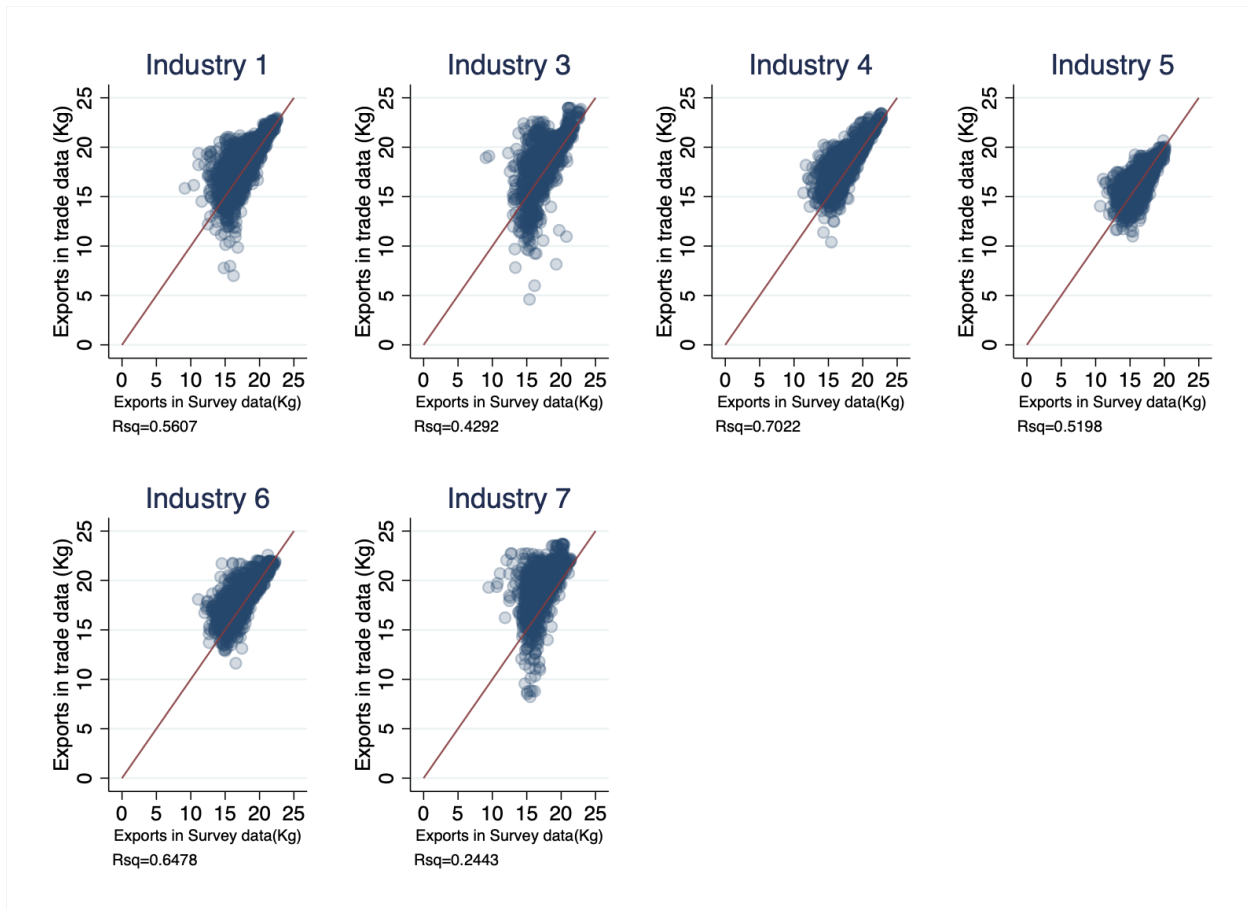 Industry 1
Exports in trade data (Kg)
25
20
15
10
5
0
0 5 10 15 20 25
Exports in Survey data(Kg)
Rsq=0.5607
Industry 3
Exports in trade data (Kg)
25
20
15
10
5
0
0 5 10 15 20 25
Exports in Survey data(Kg)
Rsq=0.4292
Industry 4
Exports in trade data (Kg)
25
20
15
10
5
0
0 5 10 15 20 25
Exports in Survey data(Kg)
Rsq=0.7022
Industry 5
Exports in trade data (Kg)
25
20
15
10
5
0
0 5 10 15 20 25
Exports in Survey data(Kg)
Rsq=0.5198
Industry 6
Exports in trade data (Kg)
25
20
15
10
5
0
0 5 10 15 20 25
Exports in Survey data(Kg)
Rsq=0.6478
Industry 7
Exports in trade data (Kg)
25
20
15
10
5
0
0 5 10 15 20 25
Exports in Survey data(Kg)
Rsq=0.2443